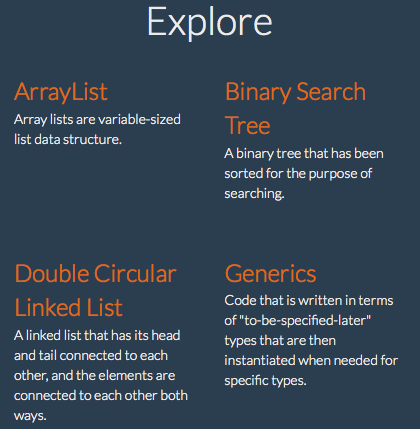 Explore
ArrayList
Array lists are variable-sized
list data structure.
Binary Search
Tree
A binary tree that has been
sorted for the purpose of
searching.
Double Circular
Linked List
A linked list that has its head
and tail connected to each
other, and the elements are
connected to each other both
ways.
Generics
Code that is written in terms
of "to-be-specified-later"
types that are then
instantiated when needed for
specific types.